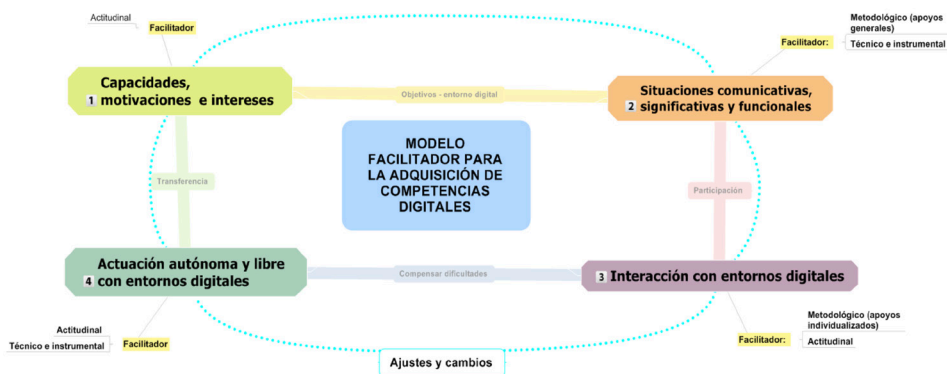 Actitudinal
Facilitador
Capacidades,
1 motivaciones e intereses
Objetivos - entorno digital
Metodológico (apoyos
generales)
Facilitador:
Técnico e instrumental
Situaciones comunicativas,
2 significativas y funcionales
MODELO
FACILITADOR PARA
LA ADQUISICIÓN DE
COMPETENCIAS
DIGITALES
Transferencia
Participación
Actuación autónoma y libre
4 con entornos digitales
Compensar dificultades
3 Interacción con entornos digitales
Actitudinal
Técnico e instrumental
Facilitador
Metodológico (apoyos
individualizados)
Facilitador:
Actitudinal
Ajustes y cambios